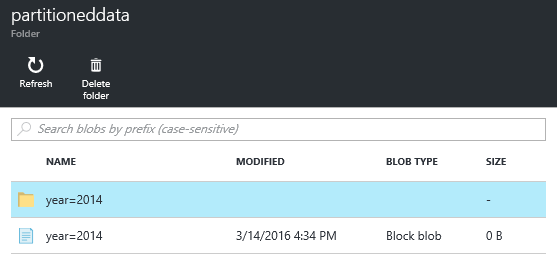 partitioneddata
Folder
Refresh
Delete
folder
Search blobs by prefix (case-sensitive)
NAME MODIFIED BLOB TYPE SIZE
year=2014 -
year=2014 3/14/2016 4:34 PM Block blob 0 B